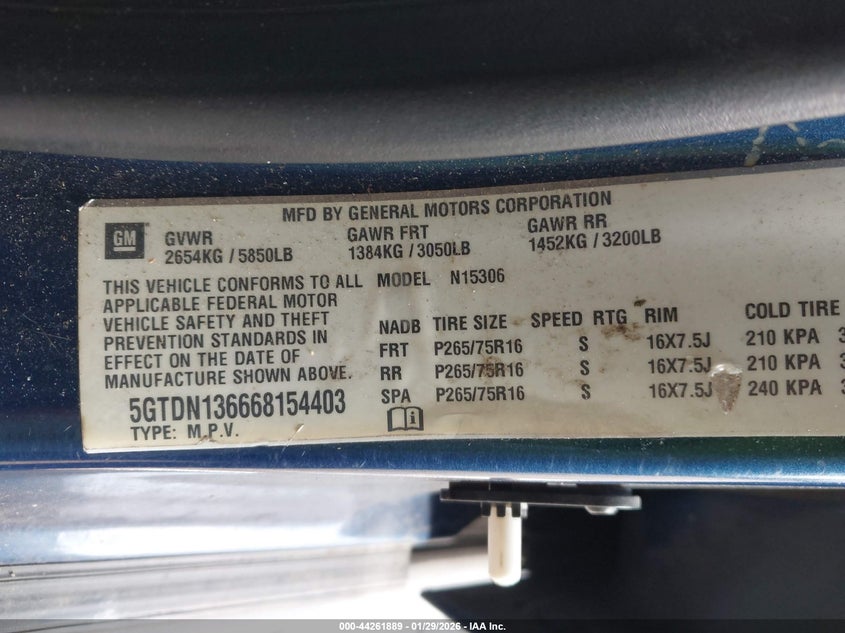 MFD BY GENERAL MOTORS CORPORATION
GM
GVWR GAWR FRT GAWR RR
2654KG / 5850LB 1384KG / 3050LB 1452KG / 3200LB
THIS VEHICLE CONFORMS TO ALL
APPLICABLE FEDERAL MOTOR
VEHICLE SAFETY AND THEFT
PREVENTION STANDARDS IN
EFFECT ON THE DATE OF
MANUFACTURE SHOWN ABOVE.
MODEL N15306
NADB TIRE SIZE SPEED RTG RIM COLD TIRE
FRT P265/75R16 S 16X7.5J 210 KPA 3
RR P265/75R16 S 16X7.5J 210 KPA 3
SPA P265/75R16 S 16X7.5J 240 KPA 3
5GTDN136668154403
TYPE: M.P.V.
i
000-44261889 - 01/29/2026 - IAA Inc.